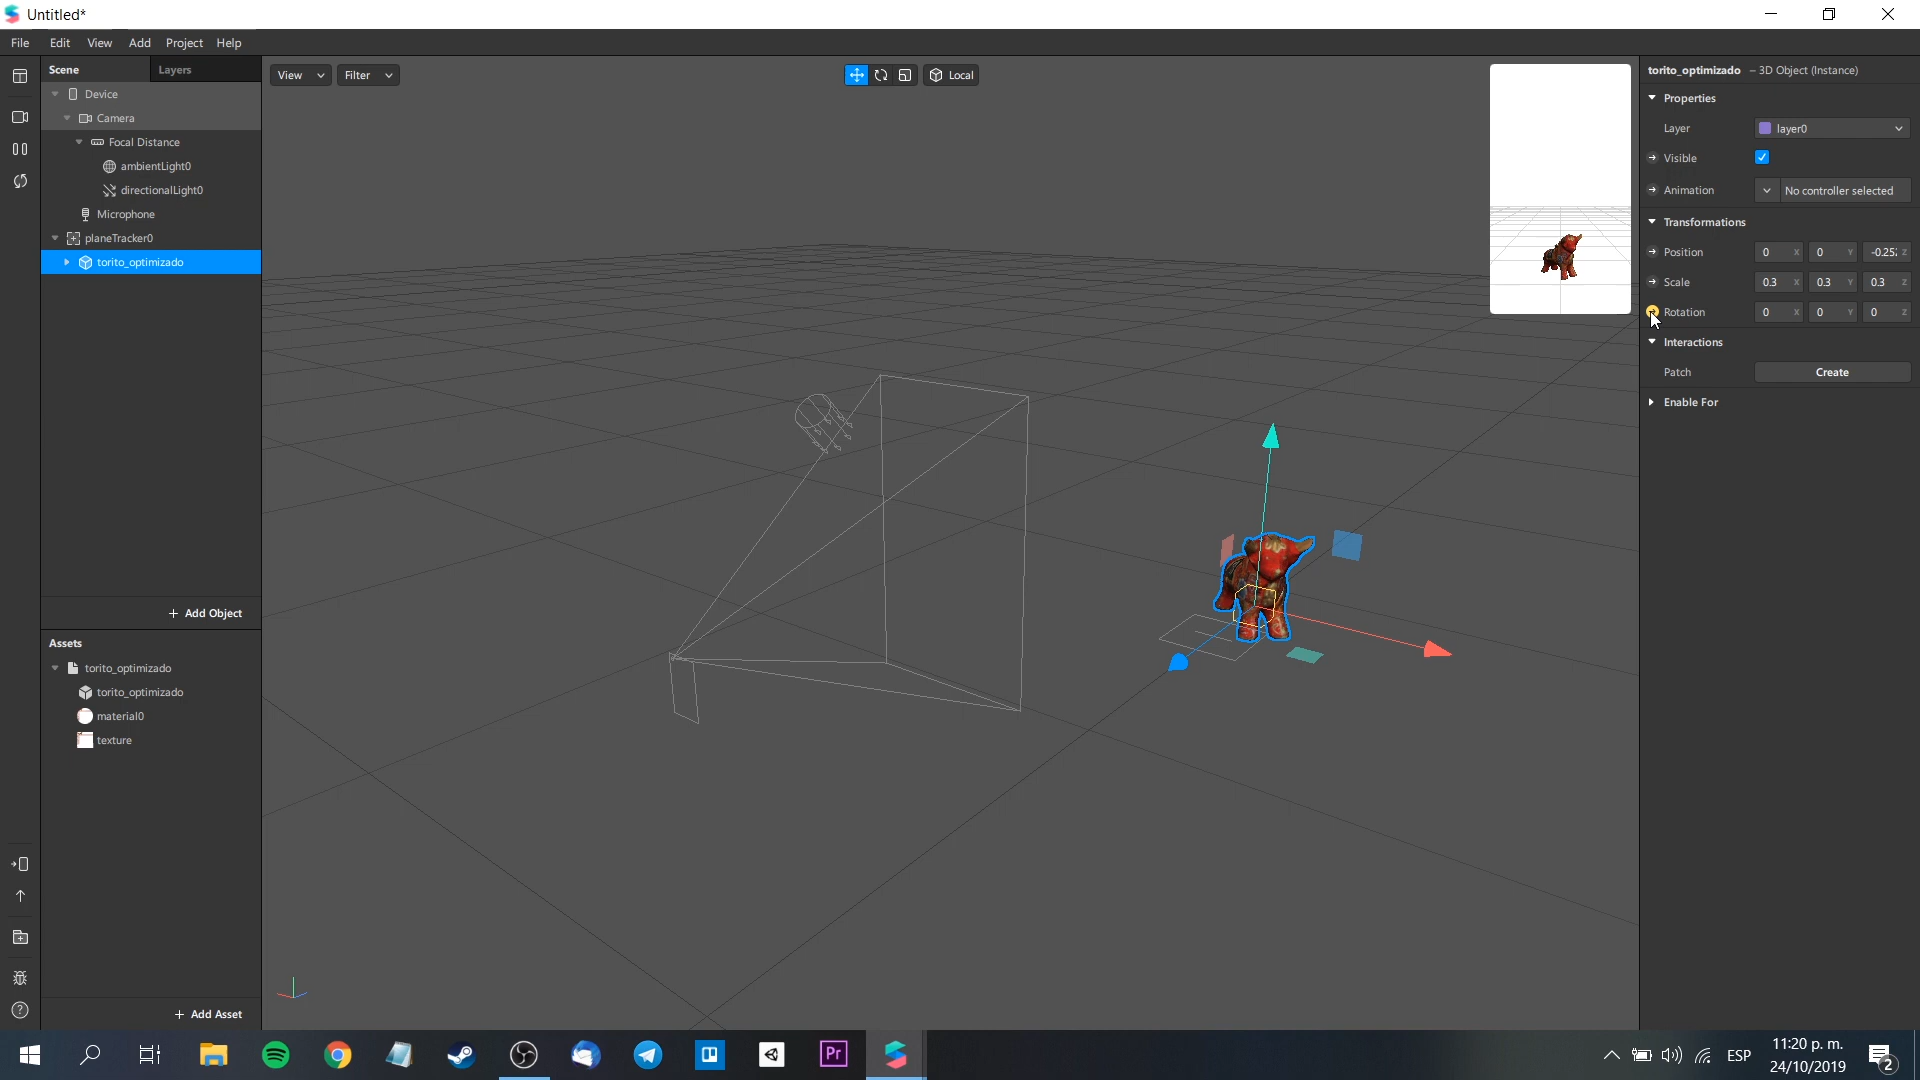 Untitled*
File Edit View Add Project Help
Scene Layers
View Filter Local
Device
Camera
Focal Distance
ambientLight0
directionalLight0
Microphone
planeTracker0
torito_optimizado
+ Add Object
Assets
torito_optimizado
torito_optimizado
material0
texture
+ Add Asset
torito_optimizado – 3D Object (Instance)
Properties
Layer layer0
Visible
Animation No controller selected
Transformations
Position 0 X 0 Y -0.25 Z
Scale 0.3 X 0.3 Y 0.3 Z
Rotation 0 X 0 Y 0 Z
Interactions
Patch Create
Enable For
Pr
ESP
11:20 p. m.
24/10/2019
2